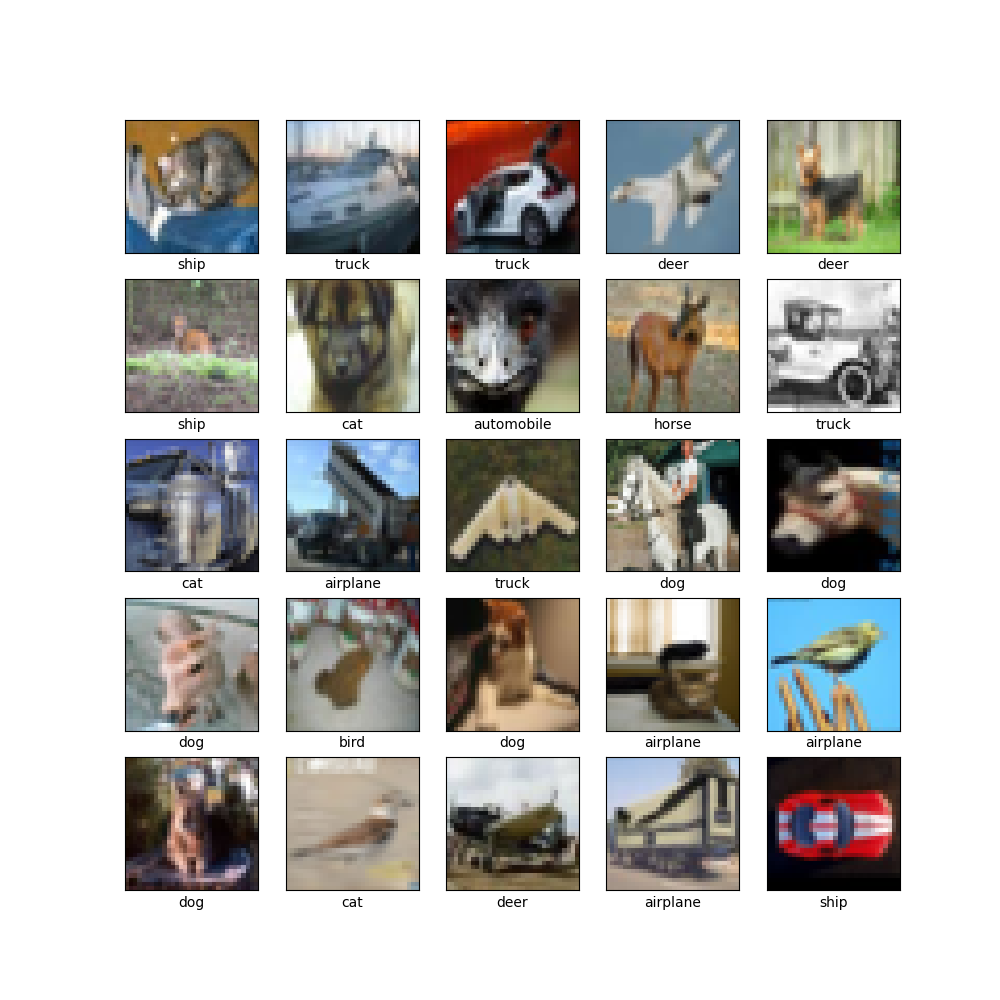 ship truck truck deer deer
ship cat automobile horse truck
cat airplane truck dog dog
dog bird dog airplane airplane
dog cat deer airplane ship